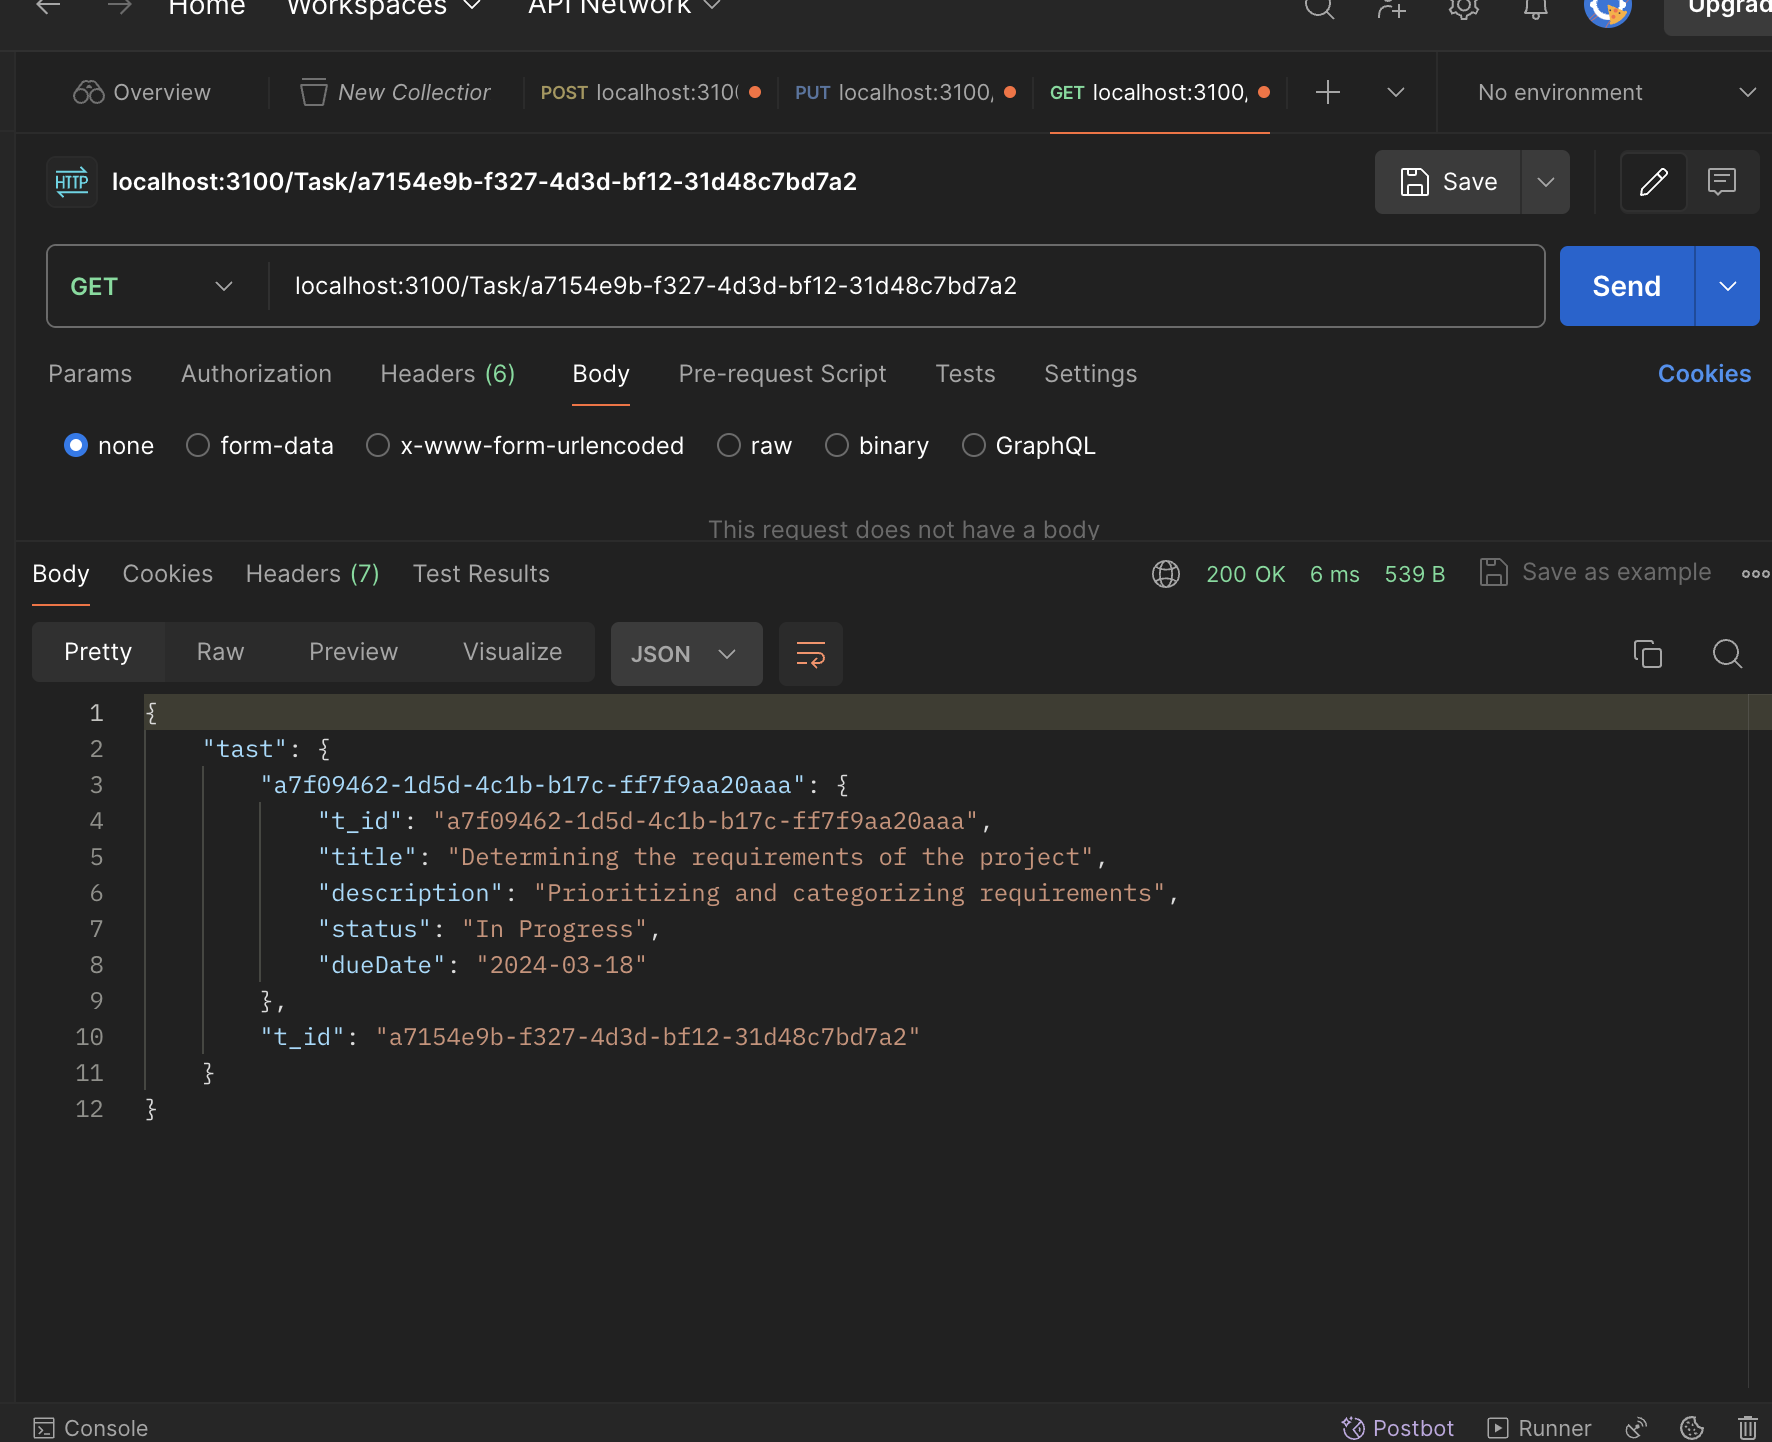 Home Workspaces API Network Upgrad
Overview New Collectior POST localhost:310( PUT localhost:3100, GET localhost:3100, No environment
HTTP localhost:3100/Task/a7154e9b-f327-4d3d-bf12-31d48c7bd7a2 Save
GET localhost:3100/Task/a7154e9b-f327-4d3d-bf12-31d48c7bd7a2 Send
Params Authorization Headers (6) Body Pre-request Script Tests Settings Cookies
none form-data x-www-form-urlencoded raw binary GraphQL
This request does not have a body
Body Cookies Headers (7) Test Results 200 OK 6 ms 539 B Save as example
Pretty Raw Preview Visualize JSON
1 {
2 "tast": {
3 "a7f09462-1d5d-4c1b-b17c-ff7f9aa20aaa": {
4 "t_id": "a7f09462-1d5d-4c1b-b17c-ff7f9aa20aaa",
5 "title": "Determining the requirements of the project",
6 "description": "Prioritizing and categorizing requirements",
7 "status": "In Progress",
8 "dueDate": "2024-03-18"
9 },
10 "t_id": "a7154e9b-f327-4d3d-bf12-31d48c7bd7a2"
11 }
12 }
Console Postbot Runner